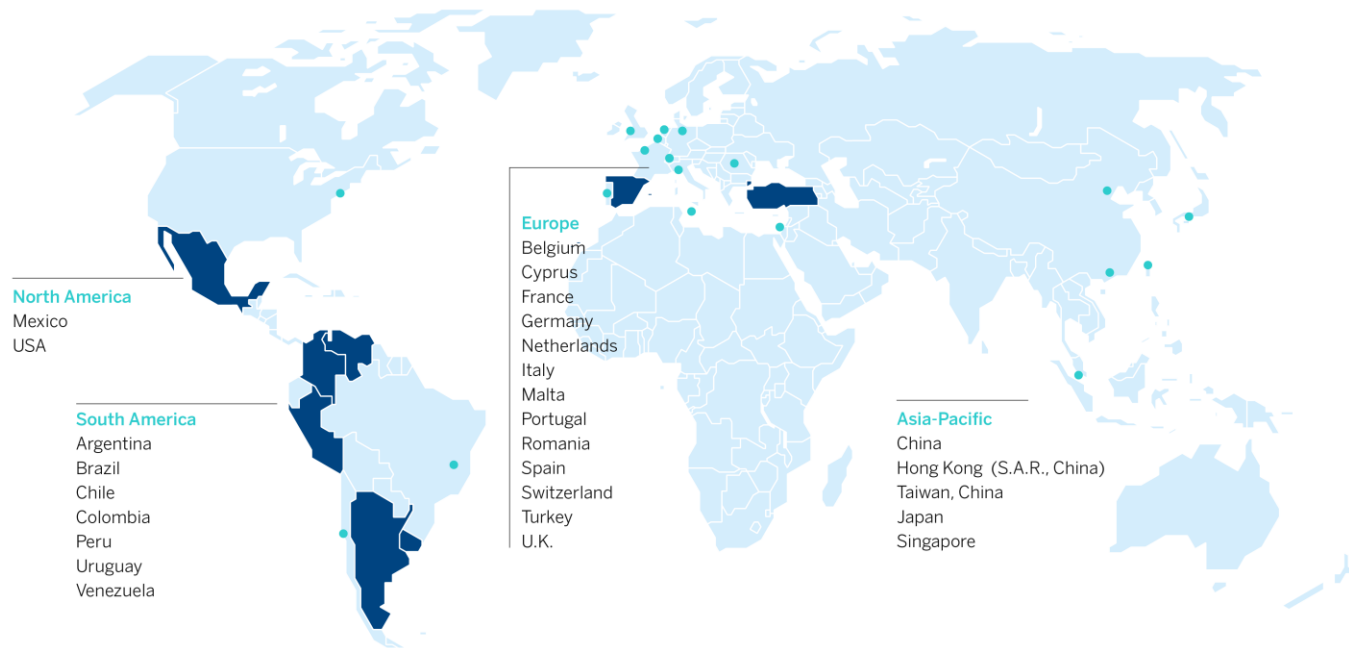 North America
Mexico
USA
South America
Argentina
Brazil
Chile
Colombia
Peru
Uruguay
Venezuela
Europe
Belgium
Cyprus
France
Germany
Netherlands
Italy
Malta
Portugal
Romania
Spain
Switzerland
Turkey
U.K.
Asia-Pacific
China
Hong Kong (S.A.R., China)
Taiwan, China
Japan
Singapore